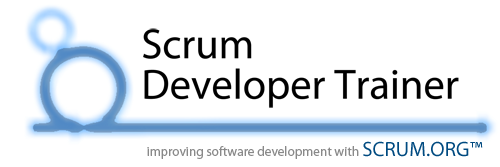 Scrum
Developer Trainer
improving software development with SCRUM.ORG™